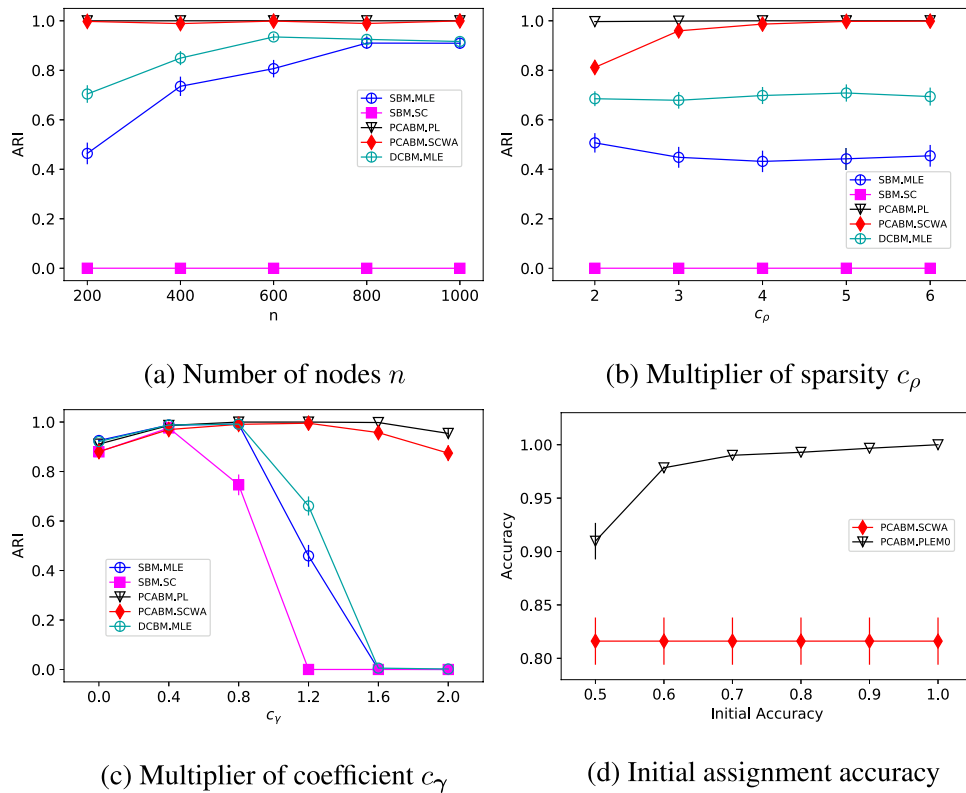 1.0
0.8
0.6
0.4
0.2
0.0
ARI
SBM.MLE
SBM.SC
PCABM.PL
PCABM.SCWA
DCBM.MLE
200 400 600 800 1000
n
(a) Number of nodes n
1.0
0.8
0.6
0.4
0.2
0.0
ARI
SBM.MLE
SBM.SC
PCABM.PL
PCABM.SCWA
DCBM.MLE
2 3 4 5 6
cρ
(b) Multiplier of sparsity cρ
1.0
0.8
0.6
0.4
0.2
0.0
ARI
SBM.MLE
SBM.SC
PCABM.PL
PCABM.SCWA
DCBM.MLE
0.0 0.4 0.8 1.2 1.6 2.0
cγ
(c) Multiplier of coefficient cγ
1.00
0.95
0.90
0.85
0.80
Accuracy
PCABM.SCWA
PCABM.PLEM0
0.5 0.6 0.7 0.8 0.9 1.0
Initial Accuracy
(d) Initial assignment accuracy